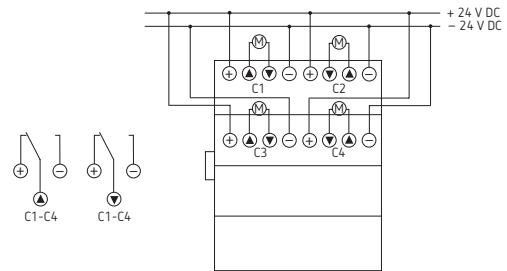 + 24 V DC
− 24 V DC
M M
+ − + −
C1 C2
M M
+ − + −
C3 C4
+ − + −
C1-C4 C1-C4